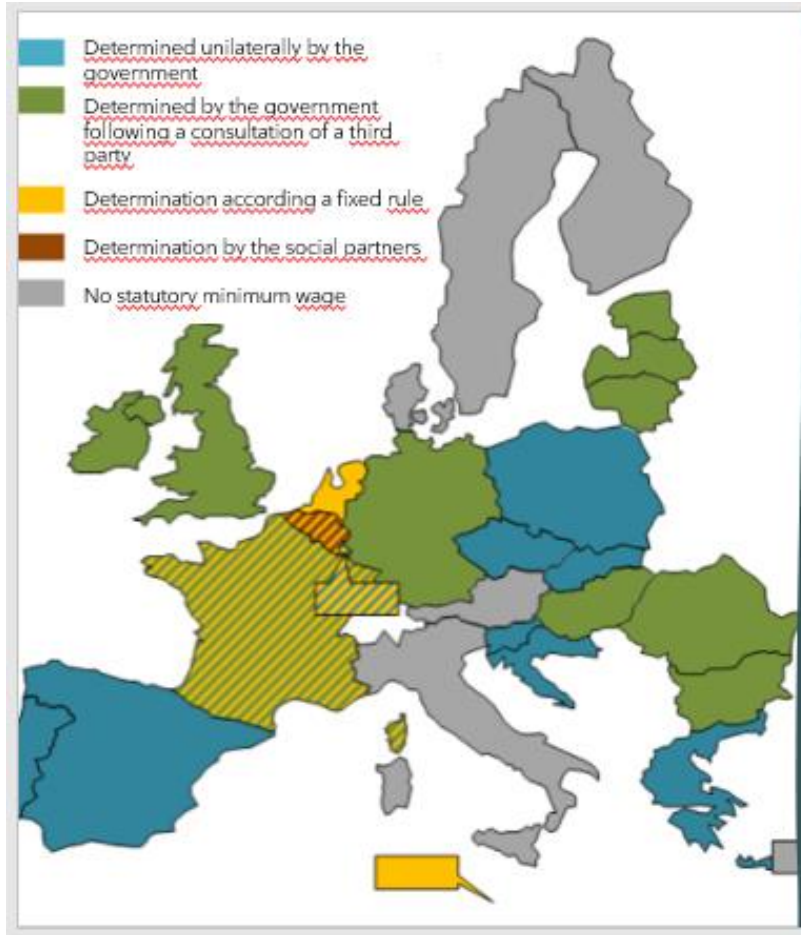 Determined unilaterally by the
government
Determined by the government
following a consultation of a third
party
Determination according a fixed rule
Determination by the social partners
No statutory minimum wage